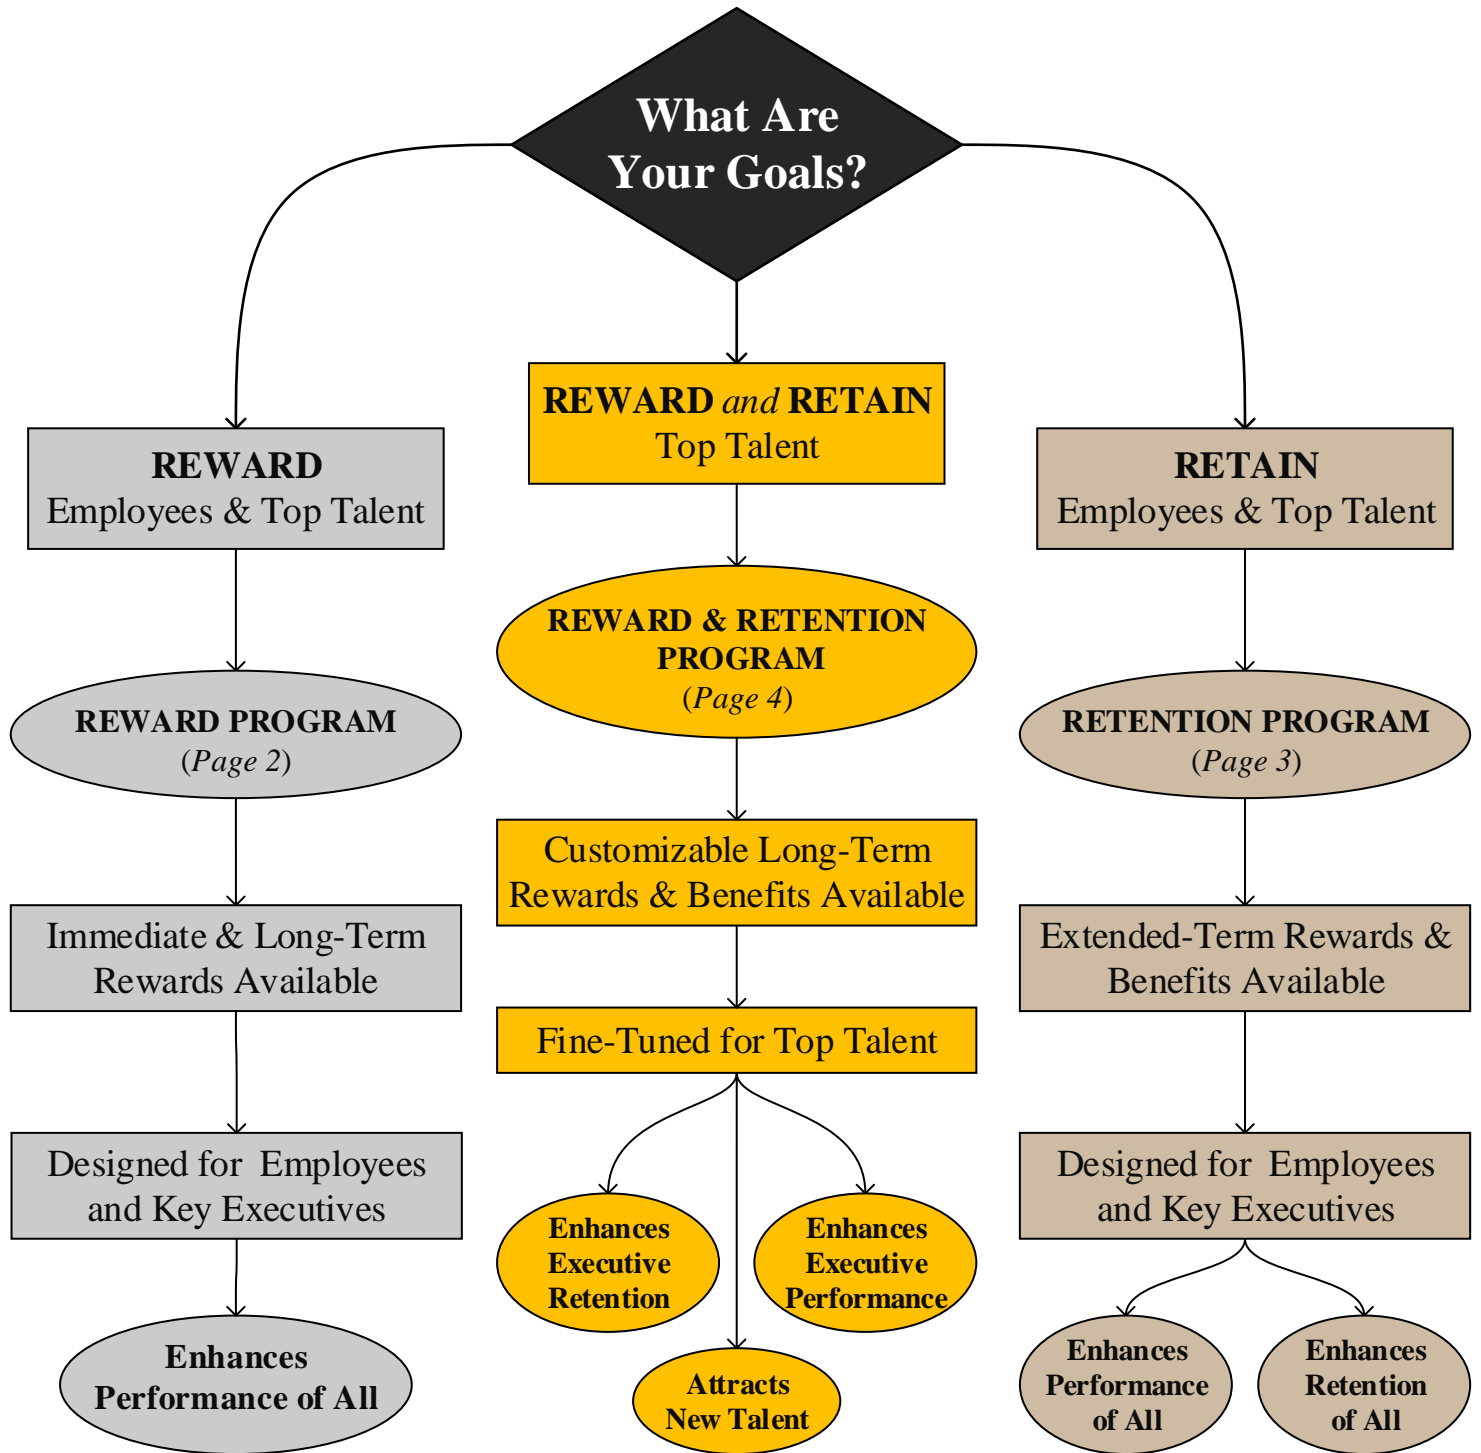 What Are
Your Goals?
REWARD
Employees & Top Talent
REWARD PROGRAM
(Page 2)
Immediate & Long-Term
Rewards Available
Designed for  Employees
and Key Executives
Enhances
Performance of All
REWARD and RETAIN
Top Talent
REWARD & RETENTION
PROGRAM
(Page 4)
Customizable Long-Term
Rewards & Benefits Available
Fine-Tuned for Top Talent
Enhances
Executive
Retention
Attracts
New Talent
Enhances
Executive
Performance
RETAIN
Employees & Top Talent
RETENTION PROGRAM
(Page 3)
Extended-Term Rewards &
Benefits Available
Designed for  Employees
and Key Executives
Enhances
Performance
of All
Enhances
Retention
of All